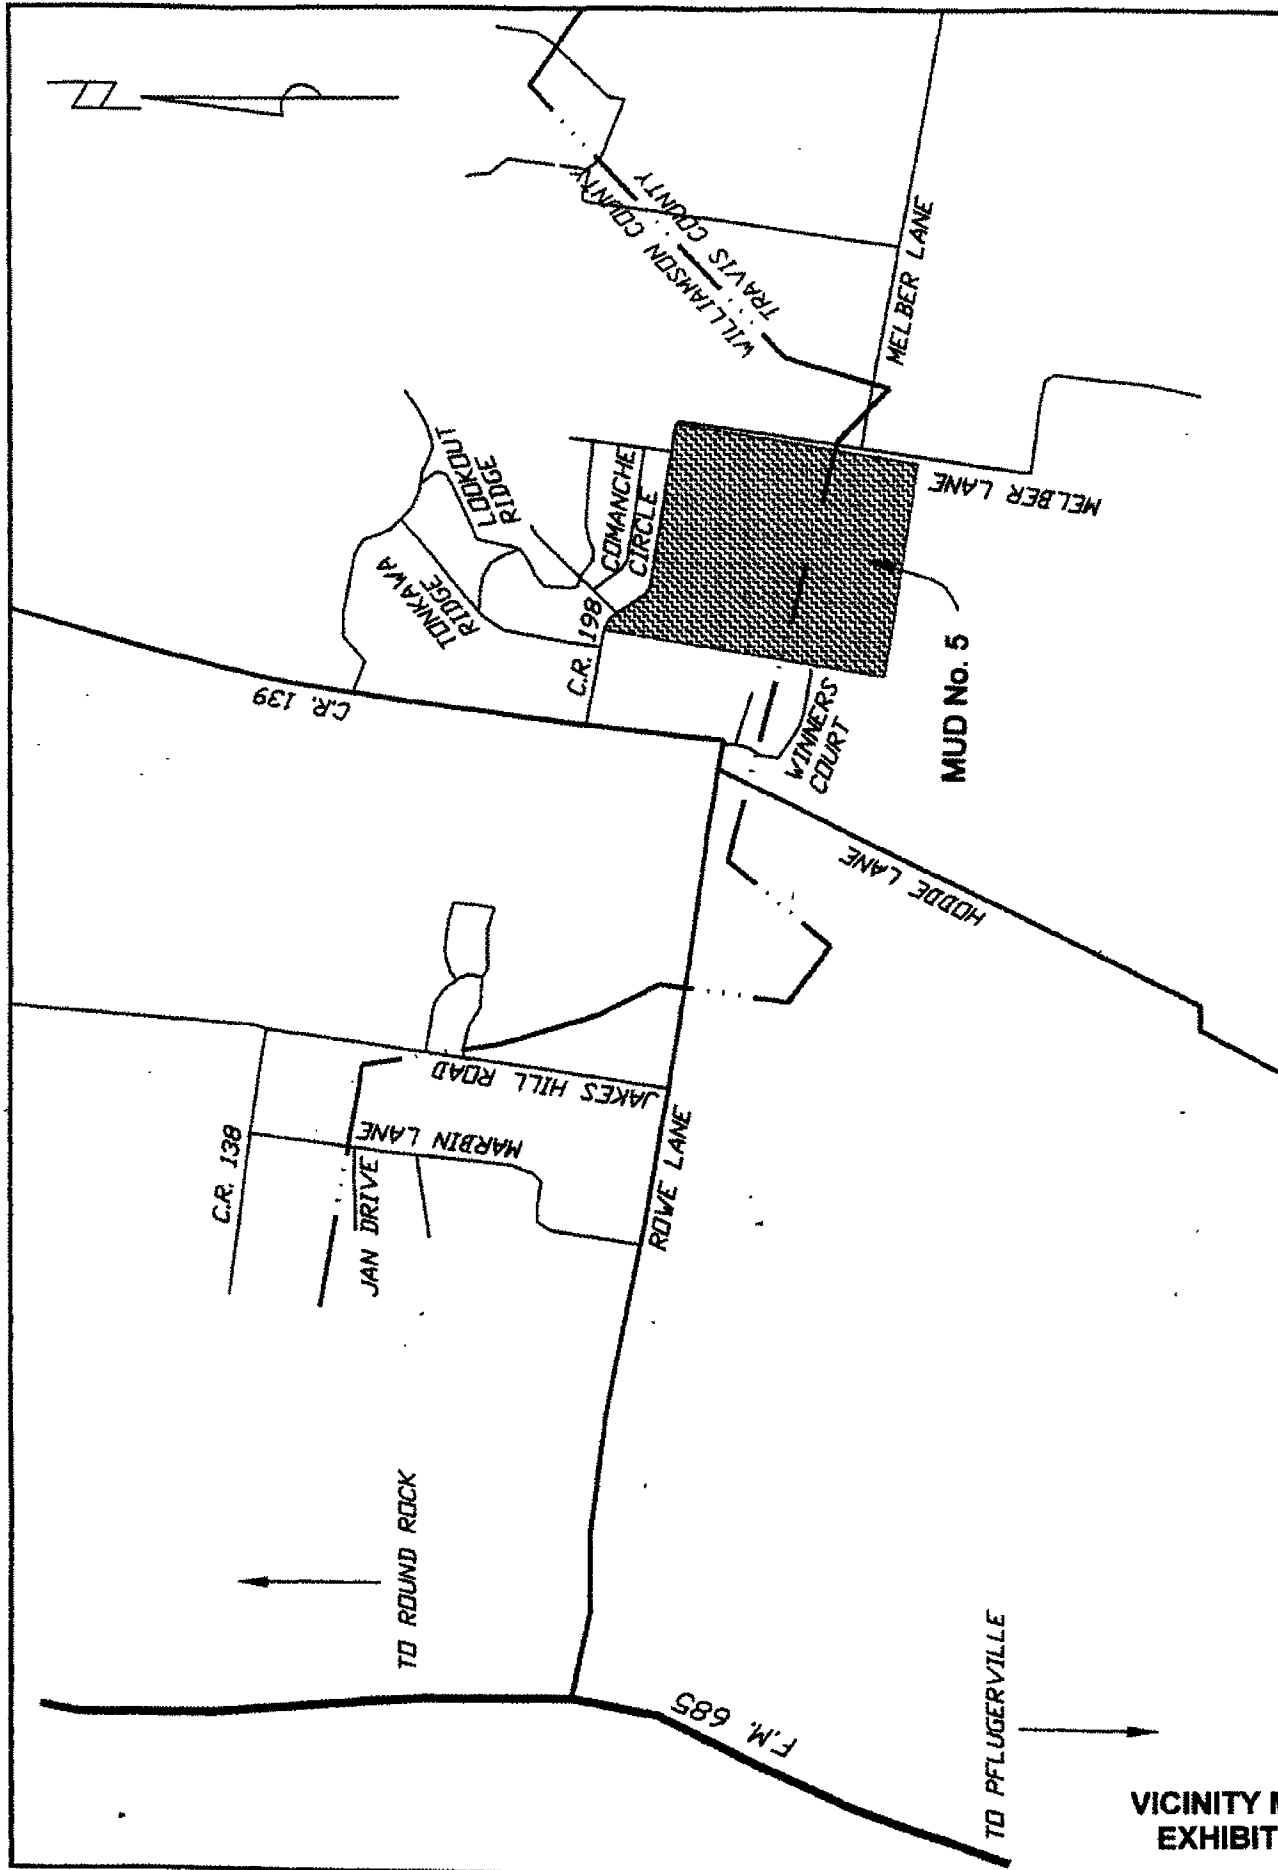 N
WILLIAMSON COUNTY
TRAVIS COUNTY
MELBER LANE
MELBER LANE
LOOKOUT
RIDGE
TONKAWA
RIDGE
COMANCHE
CIRCLE
C.R. 198
C.R. 139
WINNERS
COURT
MUD No. 5
HODDE LANE
JAKES HILL ROAD
MARBIN LANE
C.R. 138
JAN DRIVE
ROWE LANE
TO ROUND ROCK
F.M. 685
TO PFLUGERVILLE
VICINITY
EXHIBIT